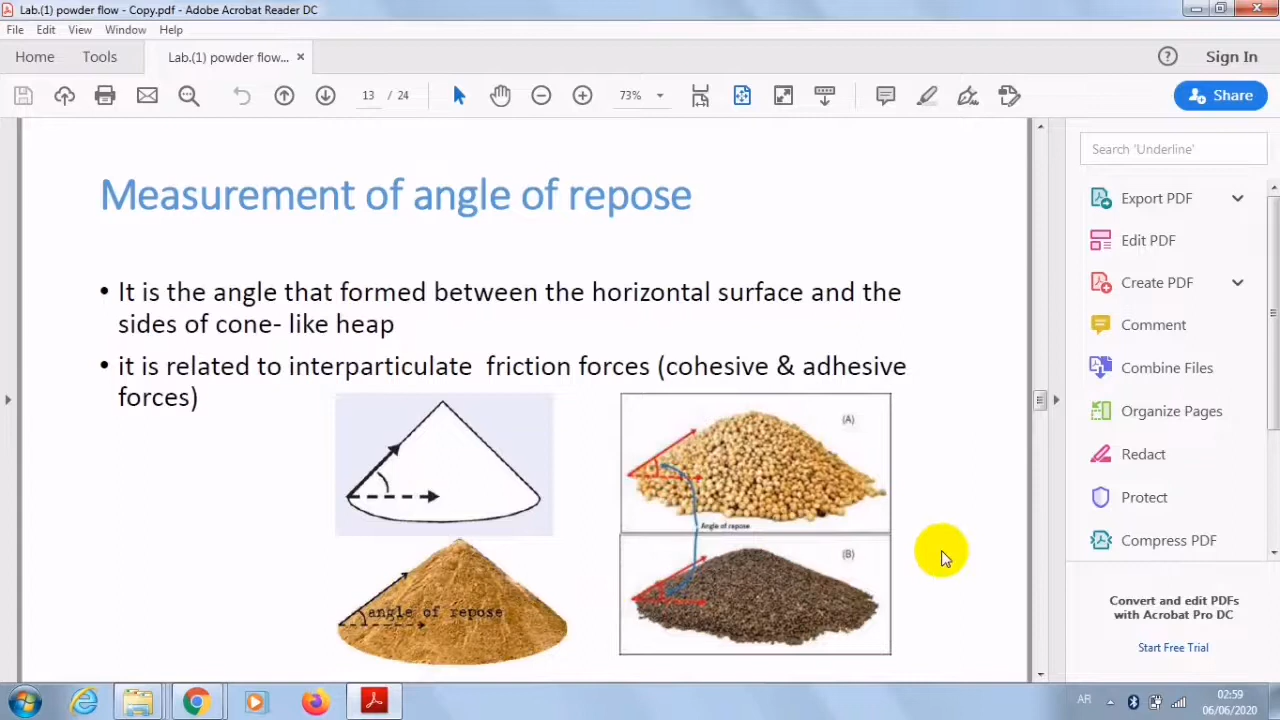 Lab.(1) powder flow - Copy.pdf - Adobe Acrobat Reader DC
File Edit View Window Help
Home Tools Lab.(1) powder flow... × ? Sign In
13 / 24 73% Share
Measurement of angle of repose
• It is the angle that formed between the horizontal surface and the
sides of cone- like heap
• it is related to interparticulate friction forces (cohesive & adhesive
forces)
(A)
Angle of repose
(B)
angle of repose
Search 'Underline'
Export PDF
Edit PDF
Create PDF
Comment
Combine Files
Organize Pages
Redact
Protect
Compress PDF
Convert and edit PDFs
with Acrobat Pro DC
Start Free Trial
AR 02:59
06/06/2020